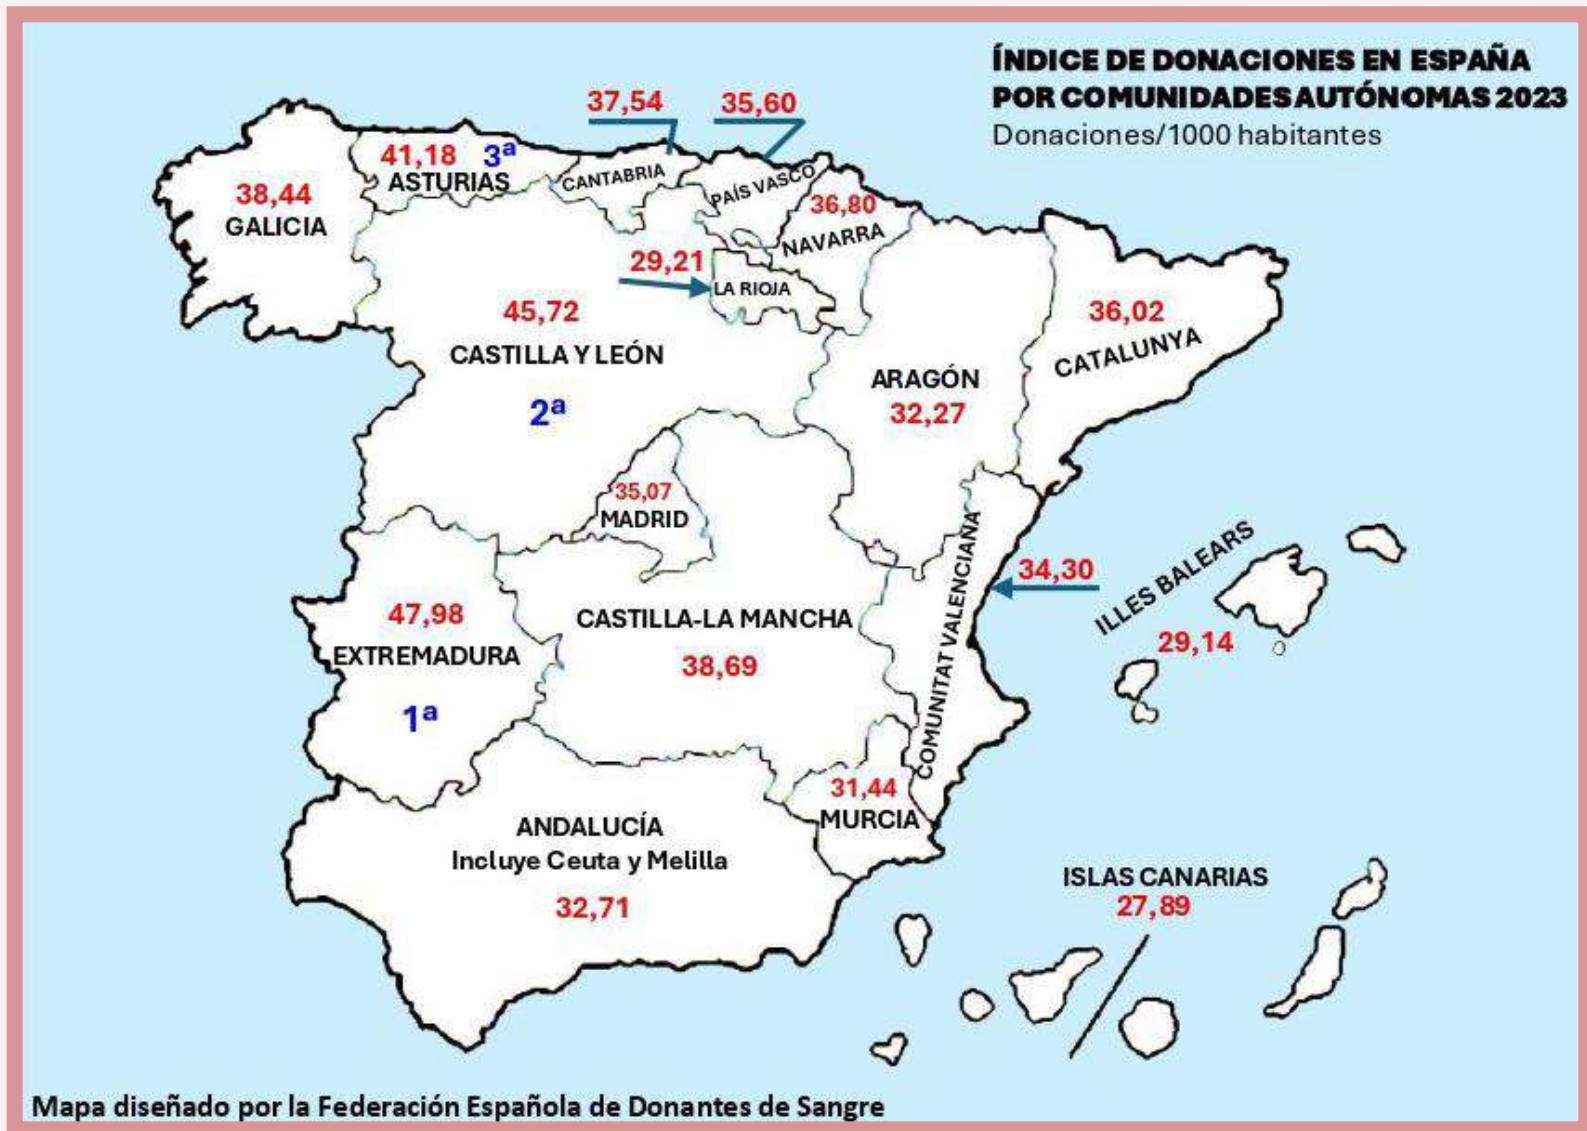 ÍNDICE DE DONACIONES EN ESPAÑA
POR COMUNIDADES AUTÓNOMAS 2023
Donaciones/1000 habitantes
37,54
35,60
41,18 3ª
ASTURIAS
CANTABRIA
PAÍS VASCO
38,44
GALICIA
36,80
NAVARRA
29,21
LA RIOJA
45,72
CASTILLA Y LEÓN
2ª
36,02
CATALUNYA
ARAGÓN
32,27
35,07
MADRID
COMUNITAT VALENCIANA
34,30
ILLES BALEARS
29,14
47,98
EXTREMADURA
1ª
CASTILLA-LA MANCHA
38,69
31,44
MURCIA
ANDALUCÍA
Incluye Ceuta y Melilla
32,71
ISLAS CANARIAS
27,89
Mapa diseñado por la Federación Española de Donantes de Sangre